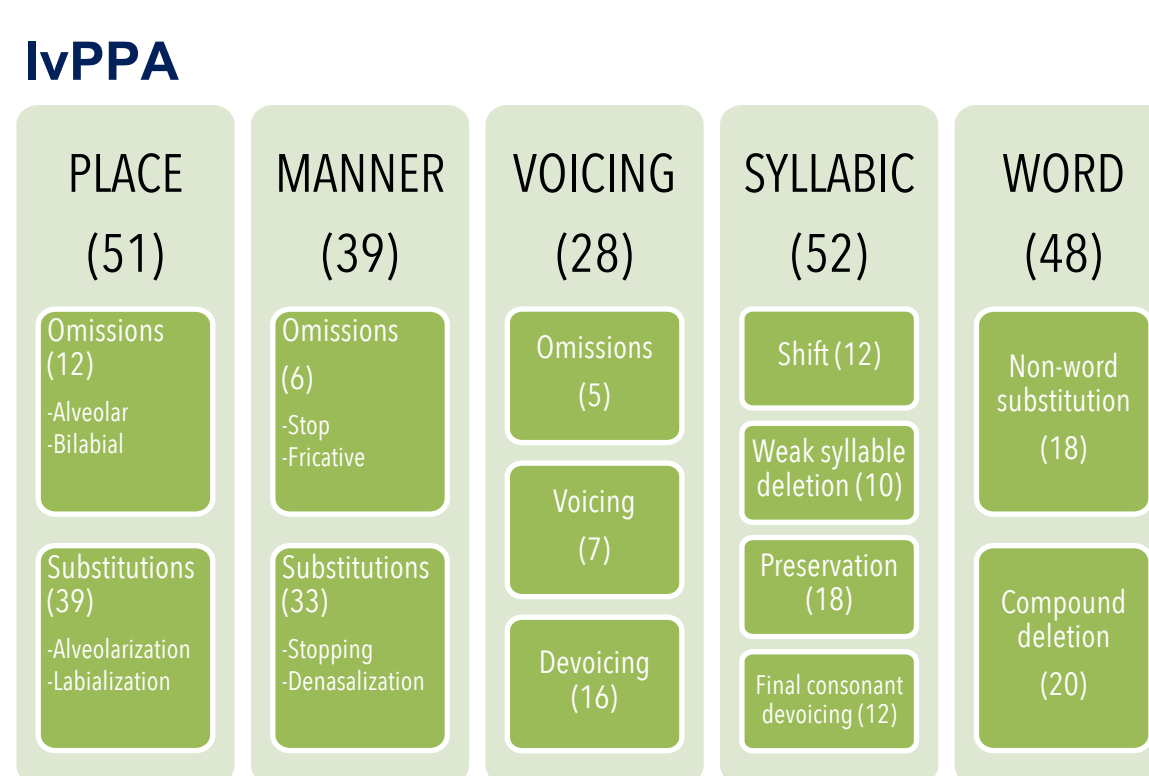 lvPPA
PLACE
(51)
Omissions
(12)
-Alveolar
-Bilabial
Substitutions
(39)
-Alveolarization
-Labialization
MANNER
(39)
Omissions
(6)
-Stop
-Fricative
Substitutions
(33)
-Stopping
-Denasalization
VOICING
(28)
Omissions
(5)
Voicing
(7)
Devoicing
(16)
SYLLABIC
(52)
Shift (12)
Weak syllable
deletion (10)
Preservation
(18)
Final consonant
devoicing (12)
WORD
(48)
Non-word
substitution
(18)
Compound
deletion
(20)